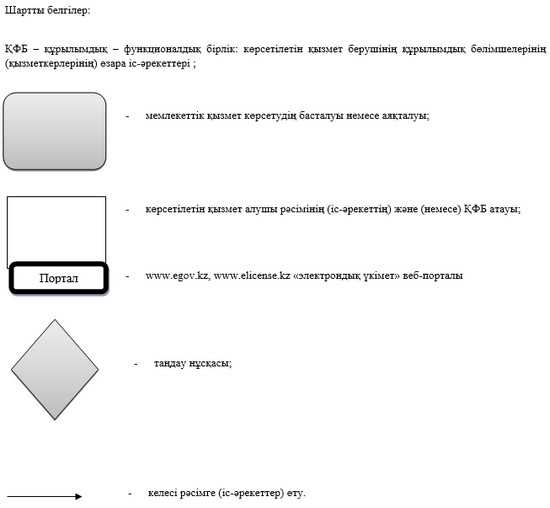 Шартты белгілер:
ҚФБ – құрылымдық – функционалдық бірлік: көрсетілетін қызмет берушінің құрылымдық бөлімшелерінің
(қызметкерлерінің) өзара іс-әрекеттері ;
- мемлекеттік қызмет көрсетудің басталуы немесе аяқталуы;
- көрсетілетін қызмет алушы рәсімінің (іс-әрекеттің) және (немесе) ҚФБ атауы;
Портал - www.egov.kz, www.elicense.kz «электрондық үкімет» веб-порталы
- таңдау нұсқасы;
- келесі рәсімге (іс-әрекеттер) өту.